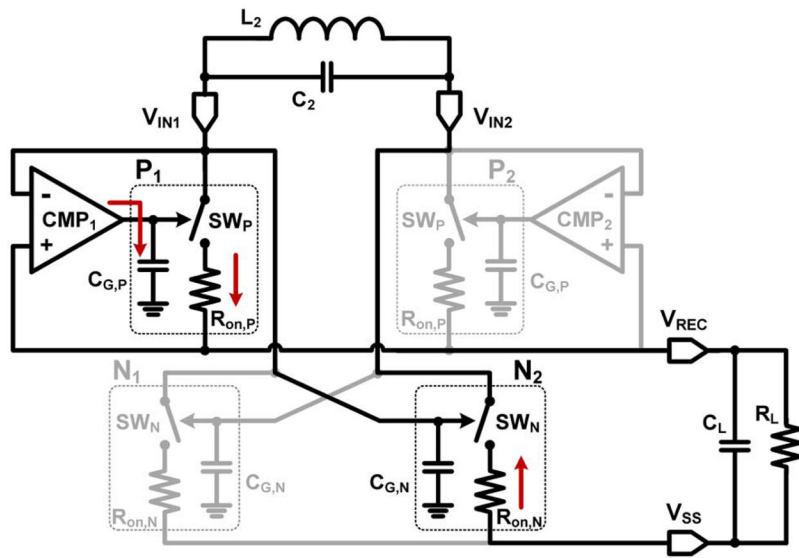 L2
C2
VIN1
VIN2
P1
P2
-
CMP1
+
SWP
CG,P
Ron,P
SWP
-
CMP2
+
CG,P
Ron,P
VREC
N1
N2
SWN
CG,N
Ron,N
SWN
CG,N
Ron,N
CL
RL
VSS